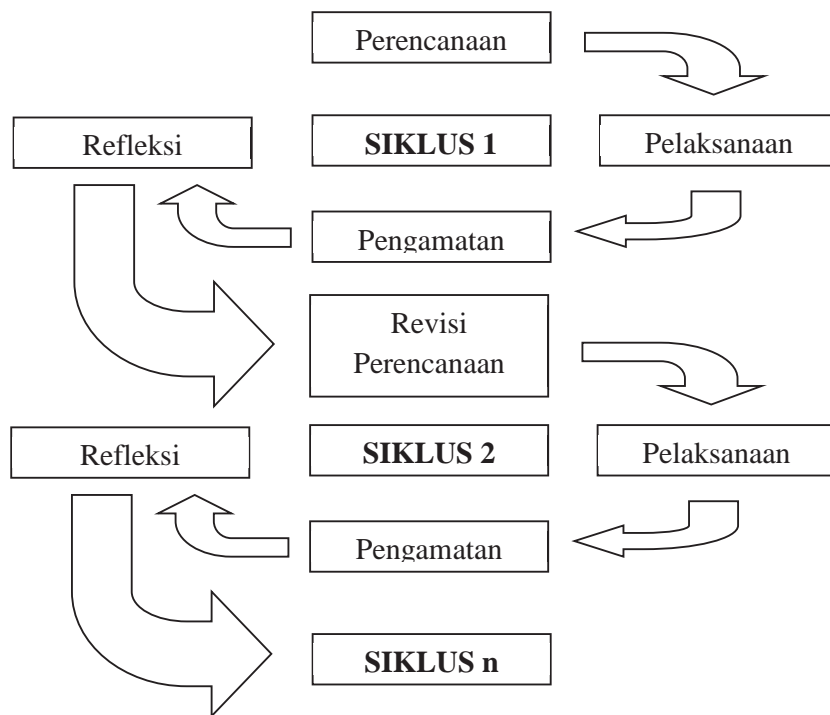 Perencanaan
Refleksi
SIKLUS 1
Pelaksanaan
Pengamatan
Revisi
Perencanaan
Refleksi
SIKLUS 2
Pelaksanaan
Pengamatan
SIKLUS n